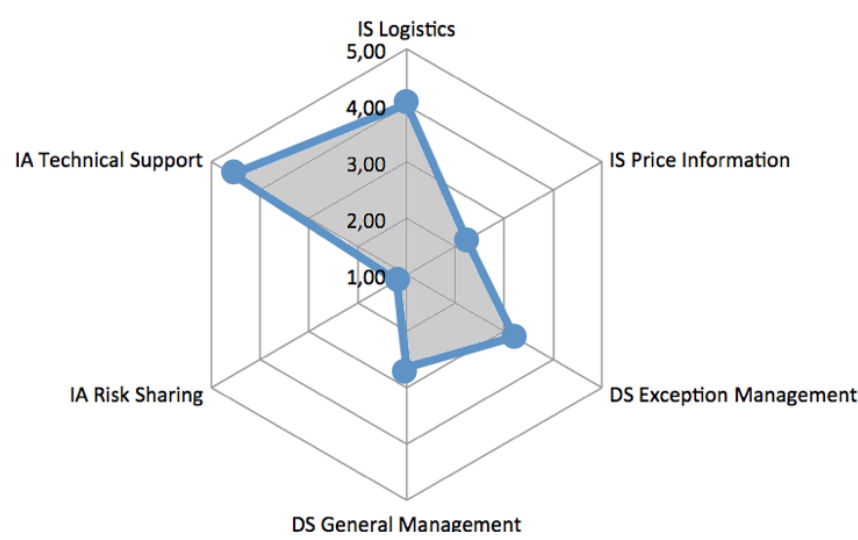 IS Logistics
5,00
4,00
IA Technical Support
IS Price Information
3,00
2,00
1,00
IA Risk Sharing
DS Exception Management
DS General Management